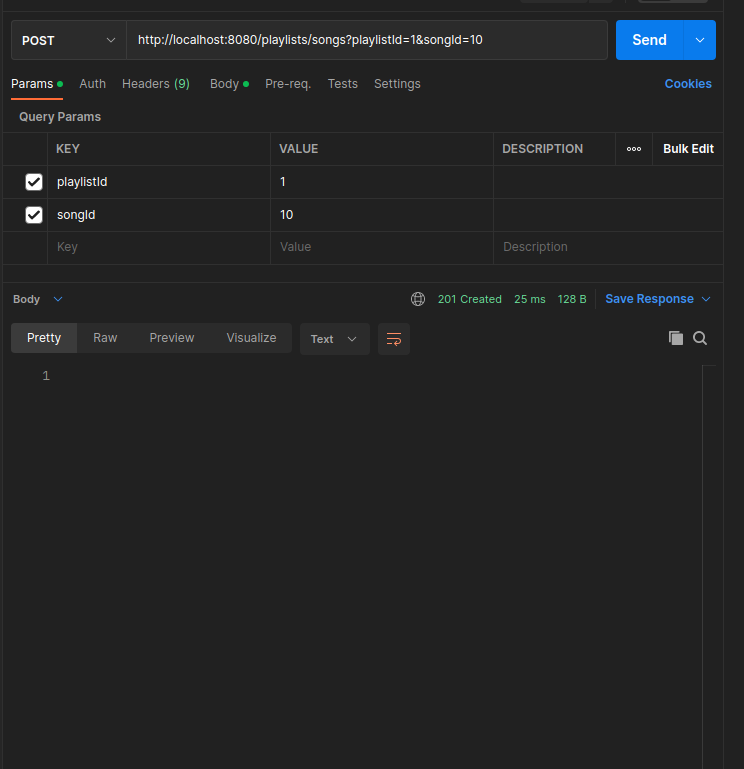 POST http://localhost:8080/playlists/songs?playlistId=1&songId=10 Send
Params Auth Headers (9) Body Pre-req. Tests Settings Cookies
Query Params
KEY VALUE DESCRIPTION Bulk Edit
playlistId 1
songId 10
Key Value Description
Body 201 Created 25 ms 128 B Save Response
Pretty Raw Preview Visualize Text
1